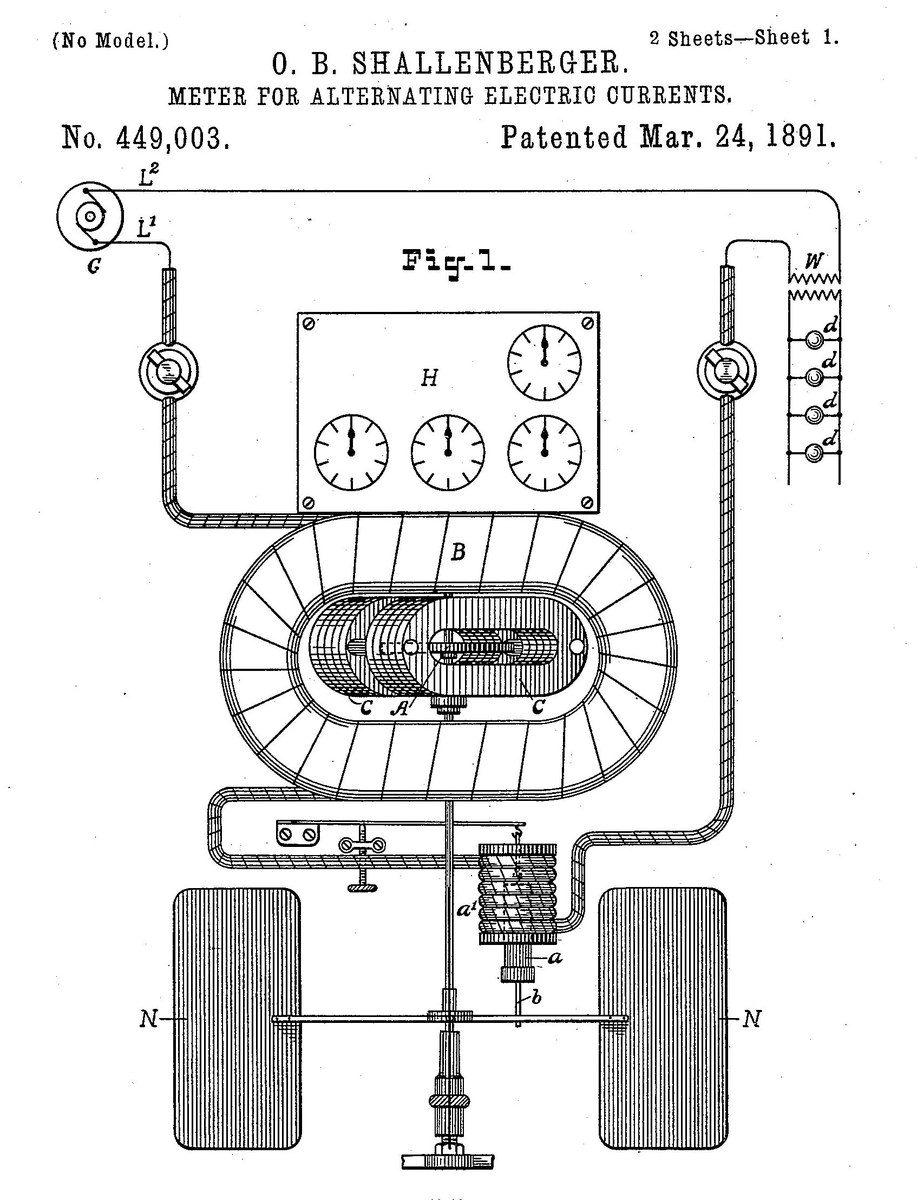 (No Model.)
2 Sheets—Sheet 1.
O. B. SHALLENBERGER.
METER FOR ALTERNATING ELECTRIC CURRENTS.
No. 449,003.
Patented Mar. 24, 1891.
L²
L¹
G
Fig. 1.
W
d
d
d
d
H
B
C
A
C
a¹
a
b
N
N